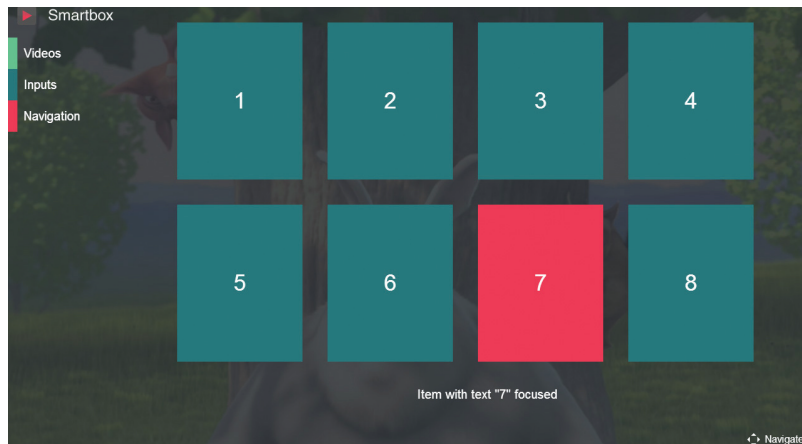 Smartbox
Videos
Inputs
Navigation
1 2 3 4
5 6 7 8
Item with text "7" focused
Navigate